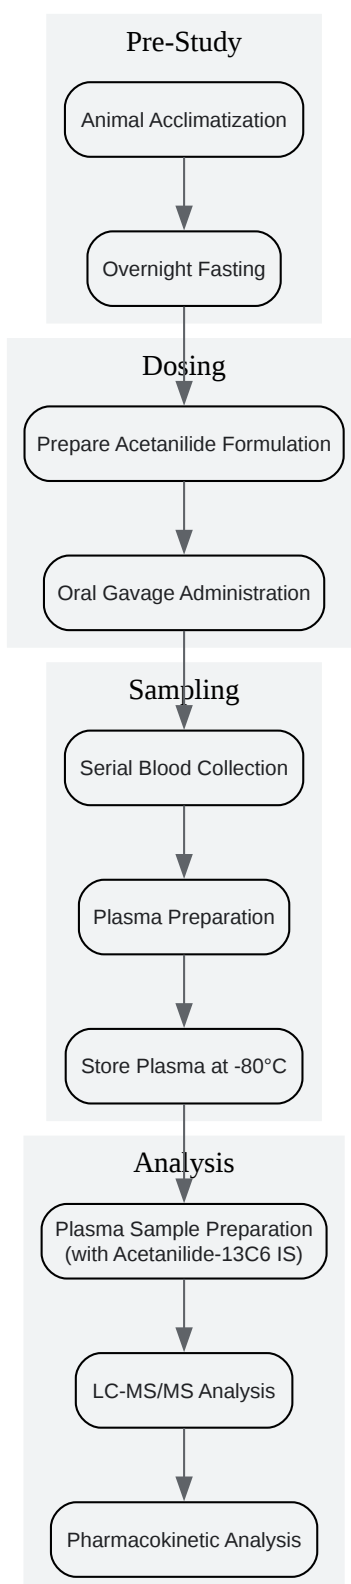 Pre-Study
Animal Acclimatization
Overnight Fasting
Dosing
Prepare Acetanilide Formulation
Oral Gavage Administration
Sampling
Serial Blood Collection
Plasma Preparation
Store Plasma at -80°C
Analysis
Plasma Sample Preparation
(with Acetanilide-13C6 IS)
LC-MS/MS Analysis
Pharmacokinetic Analysis